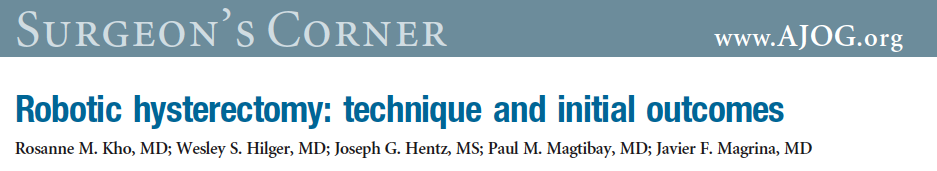 SURGEON'S CORNER
www.AJOG.org
Robotic hysterectomy: technique and initial outcomes
Rosanne M. Kho, MD; Wesley S. Hilger, MD; Joseph G. Hentz, MS; Paul M. Magtibay, MD; Javier F. Magrina, MD